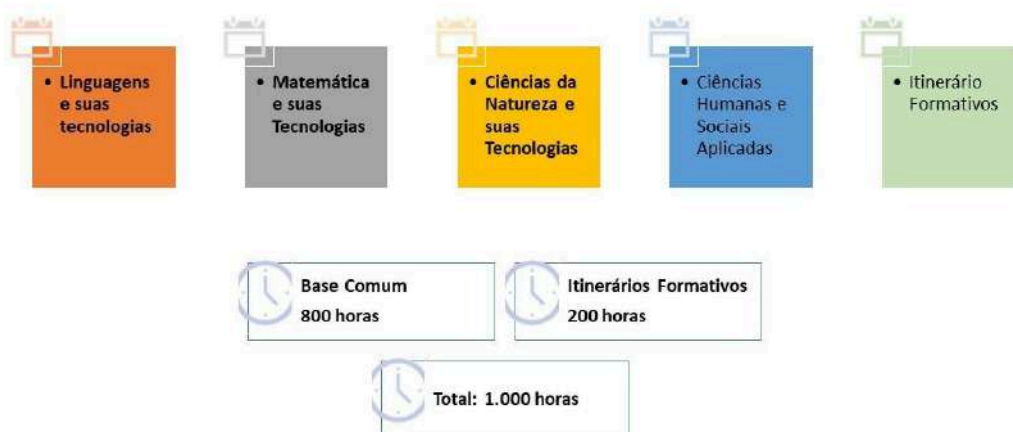 • Linguagens
e suas
tecnologias
• Matemática
e suas
Tecnologias
• Ciências da
Natureza e
suas
Tecnologias
• Ciências
Humanas e
Sociais
Aplicadas
• Itinerário
Formativos
Base Comum
800 horas
Itinerários Formativos
200 horas
Total: 1.000 horas